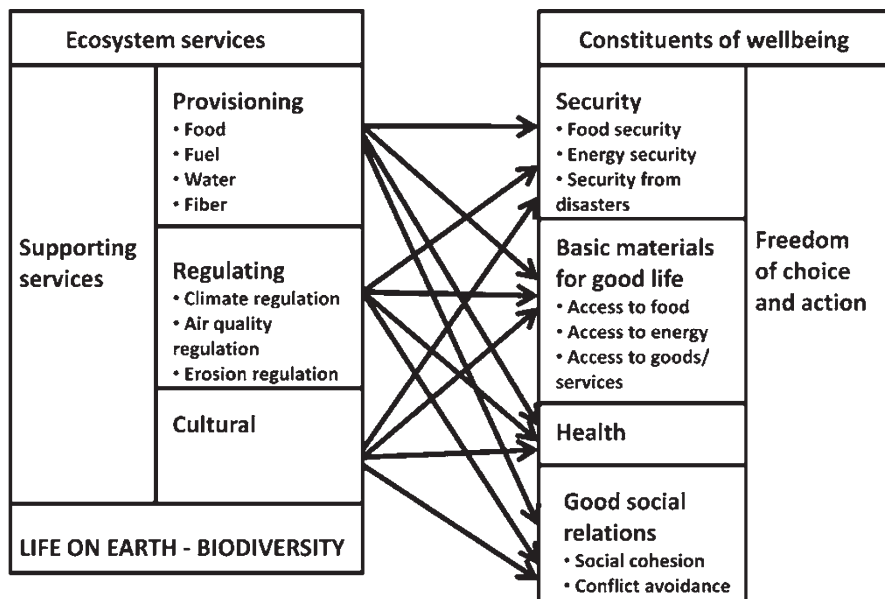 Ecosystem services
Supporting
services
Provisioning
• Food
• Fuel
• Water
• Fiber
Regulating
• Climate regulation
• Air quality
regulation
• Erosion regulation
Cultural
LIFE ON EARTH - BIODIVERSITY
Constituents of wellbeing
Security
• Food security
• Energy security
• Security from
disasters
Basic materials
for good life
• Access to food
• Access to energy
• Access to goods/
services
Health
Good social
relations
• Social cohesion
• Conflict avoidance
Freedom
of choice
and action